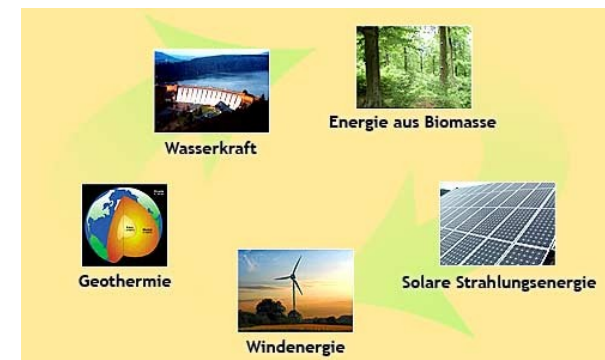 Wasserkraft
Energie aus Biomasse
Geothermie
Solare Strahlungsenergie
Windenergie